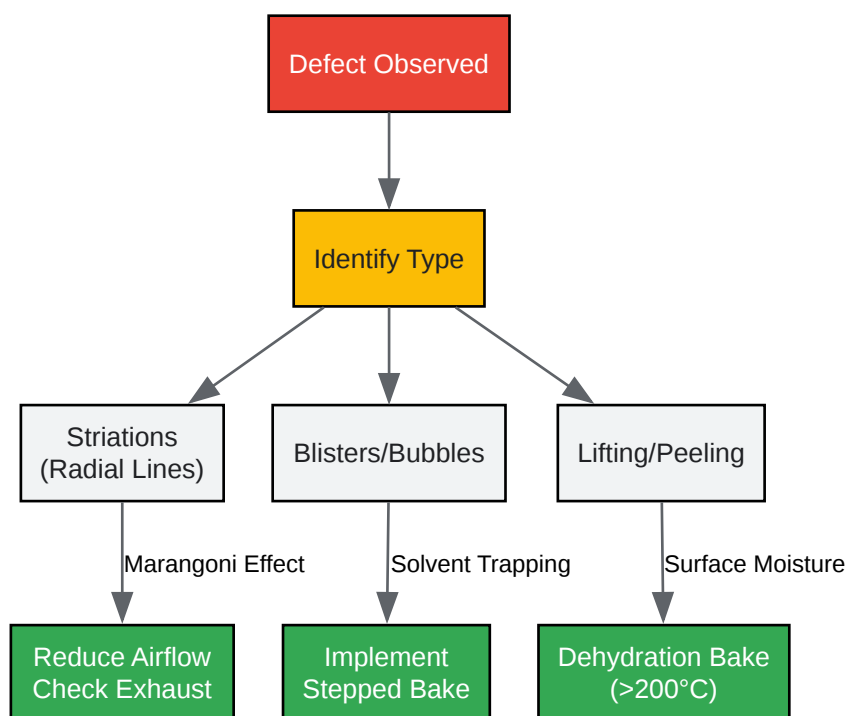 Defect Observed
Identify Type
Striations
(Radial Lines)
Blisters/Bubbles
Lifting/Peeling
Marangoni Effect
Solvent Trapping
Surface Moisture
Reduce Airflow
Check Exhaust
Implement
Stepped Bake
Dehydration Bake
(>200°C)